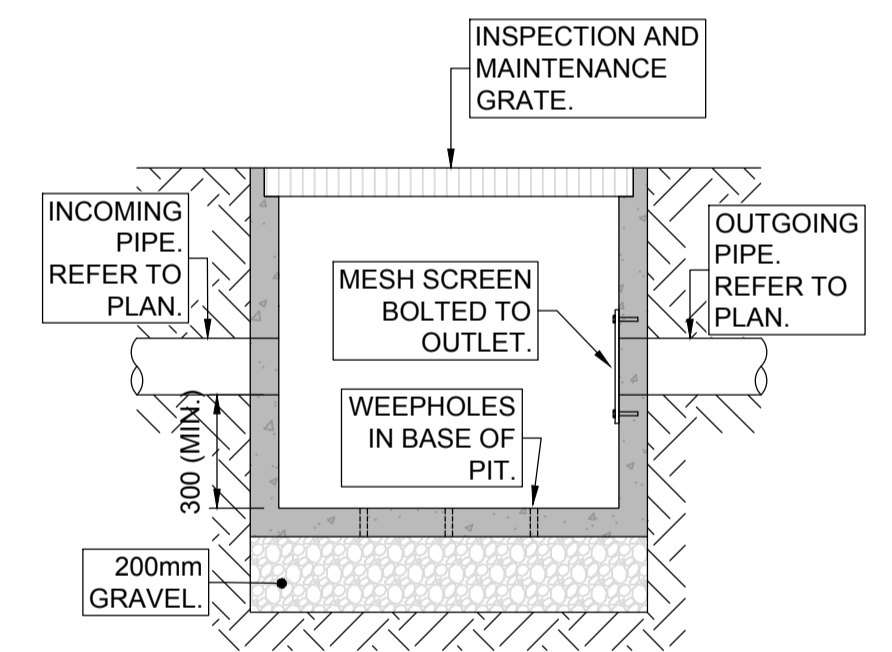 INSPECTION AND
MAINTENANCE
GRATE.
INCOMING
PIPE.
REFER TO
PLAN.
OUTGOING
PIPE.
REFER TO
PLAN.
MESH SCREEN
BOLTED TO
OUTLET.
WEEPHOLES
IN BASE OF
PIT.
300 (MIN.)
200mm
GRAVEL.